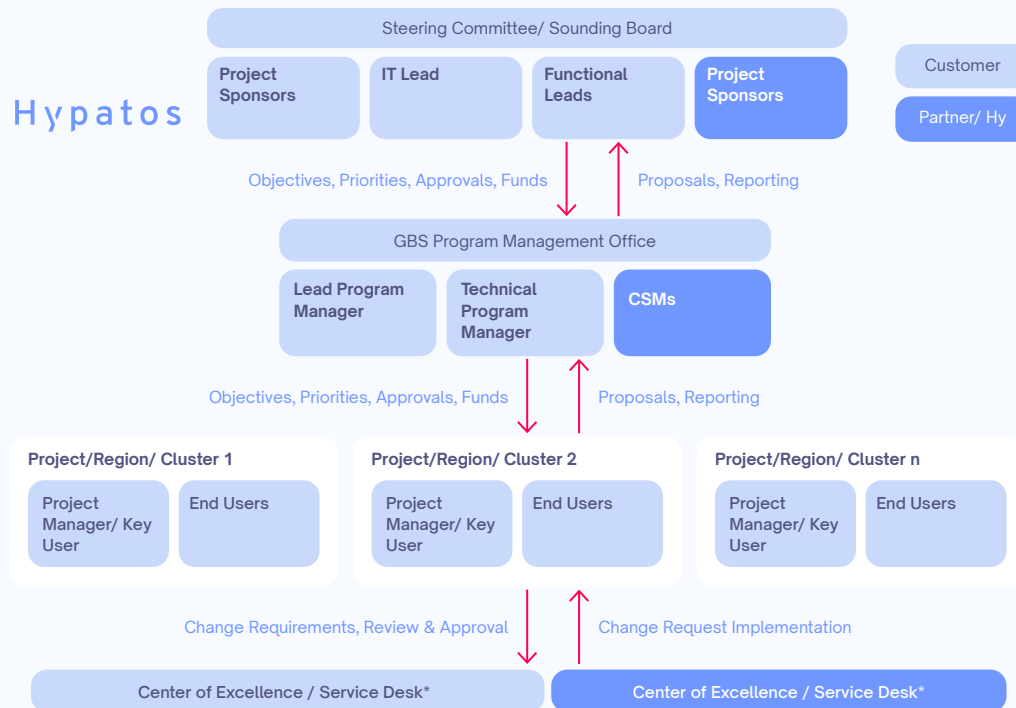 Steering Committee/ Sounding Board
Project
Sponsors
IT Lead
Functional
Leads
Project
Sponsors
Customer
Partner/ Hy
Hypatos
Objectives, Priorities, Approvals, Funds
Proposals, Reporting
GBS Program Management Office
Lead Program
Manager
Technical
Program
Manager
CSMs
Objectives, Priorities, Approvals, Funds
Proposals, Reporting
Project/Region/ Cluster 1
Project
Manager/ Key
User
End Users
Project/Region/ Cluster 2
Project
Manager/ Key
User
End Users
Project/Region/ Cluster n
Project
Manager/ Key
User
End Users
Change Requirements, Review & Approval
Change Request Implementation
Center of Excellence / Service Desk*
Center of Excellence / Service Desk*